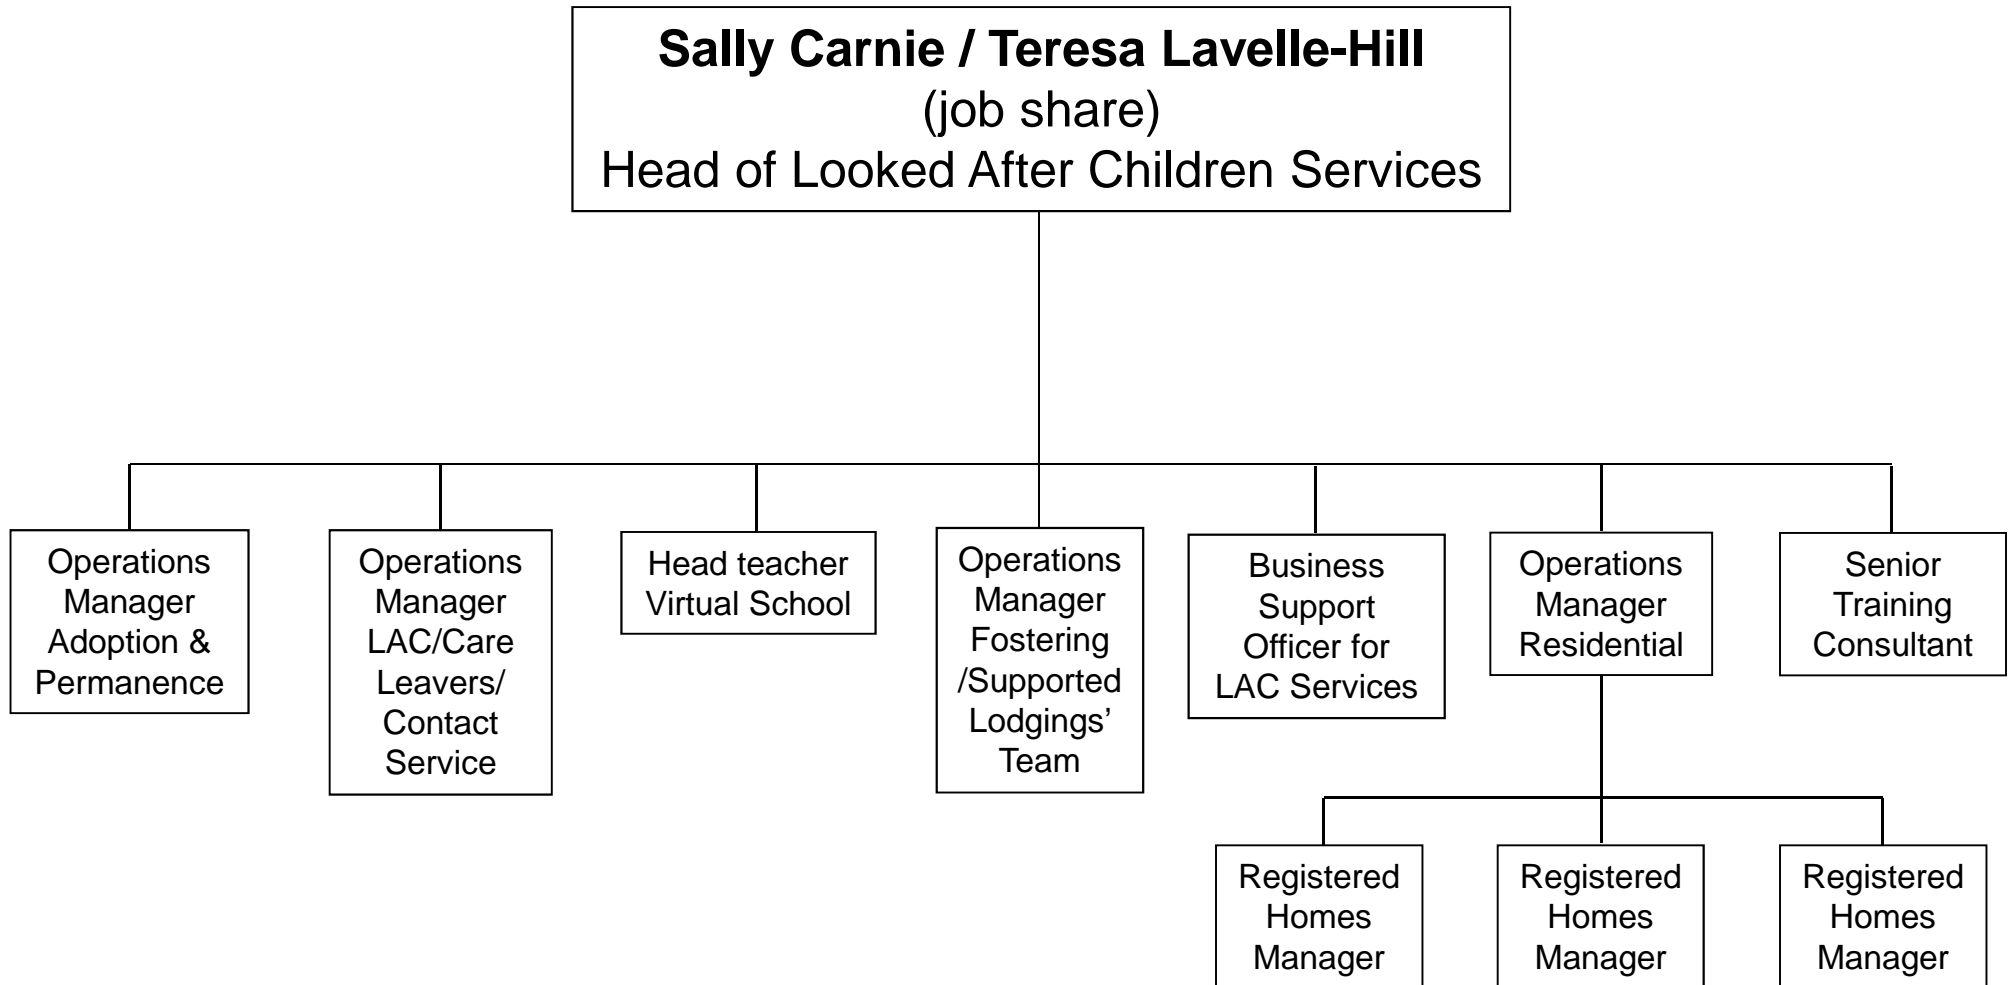 Sally Carnie / Teresa Lavelle-Hill
(job share)
Head of Looked After Children Services
Operations
Manager
Adoption &
Permanence
Operations
Manager
LAC/Care
Leavers/
Contact
Service
Head teacher
Virtual School
Operations
Manager
Fostering
/Supported
Lodgings’
Team
Business
Support
Officer for
LAC Services
Operations
Manager
Residential
Senior
Training
Consultant
Registered
Homes
Manager
Registered
Homes
Manager
Registered
Homes
Manager